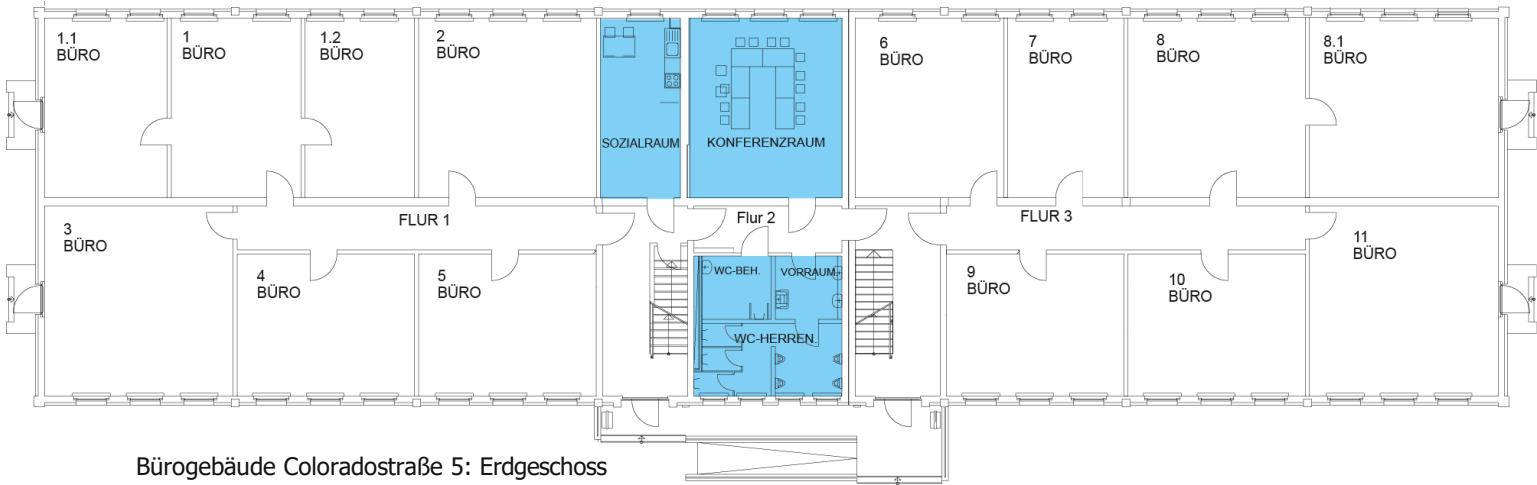 1.1
BÜRO
1
BÜRO
1.2
BÜRO
2
BÜRO
SOZIALRAUM
KONFERENZRAUM
6
BÜRO
7
BÜRO
8
BÜRO
8.1
BÜRO
3
BÜRO
FLUR 1
Flur 2
FLUR 3
4
BÜRO
5
BÜRO
WC-BEH.
VORRAUM
WC-HERREN.
9
BÜRO
10
BÜRO
11
BÜRO
Bürogebäude Coloradostraße 5: Erdgeschoss